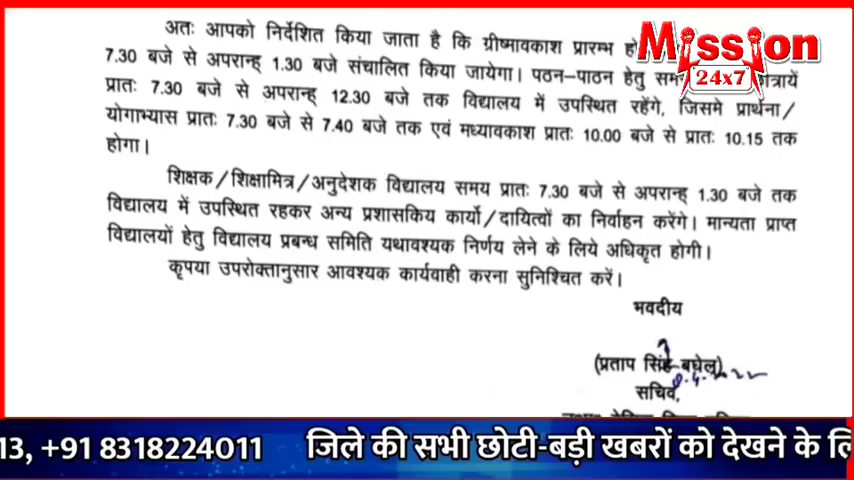 अतः आपको निर्देशित किया जाता है कि ग्रीष्मावकाश प्रारम्भ
Mission
24x7
7.30 बजे से अपरान्ह् 1.30 बजे संचालित किया जायेगा। पठन-पाठन हेतु
प्रातः 7.30 बजे से अपरान्ह् 12.30 बजे तक विद्यालय में उपस्थित रहेंगे, जिसमे प्रार्थना/
योगाभ्यास प्रातः 7.30 बजे से 7.40 बजे तक एवं मध्यावकाश प्रातः 10.00 बजे से प्रातः 10.15 तक
होगा।
शिक्षक/शिक्षामित्र/अनुदेशक विद्यालय समय प्रातः 7.30 बजे से अपरान्ह् 1.30 बजे तक
विद्यालय में उपस्थित रहकर अन्य प्रशासकिय कार्यो/दायित्वों का निर्वाहन करेंगे। मान्यता प्राप्त
विद्यालयों हेतु विद्यालय प्रबन्ध समिति यथावश्यक निर्णय लेने के लिये अधिकृत होगी।
कृपया उपरोक्तानुसार आवश्यक कार्यवाही करना सुनिश्चित करें।
भवदीय
(प्रताप सिंह बघेल)
सचिव,
13, +91 8318224011 जिले की सभी छोटी-बड़ी खबरों को देखने के लि